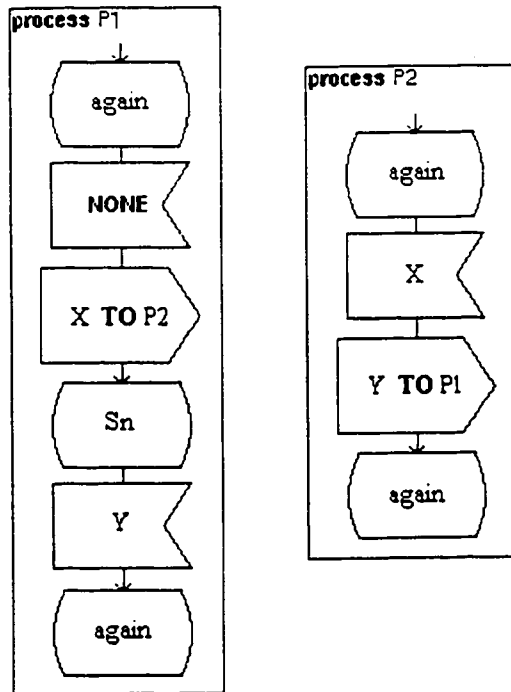 process P1
again
NONE
X TO P2
Sn
Y
again
process P2
again
X
Y TO P1
again